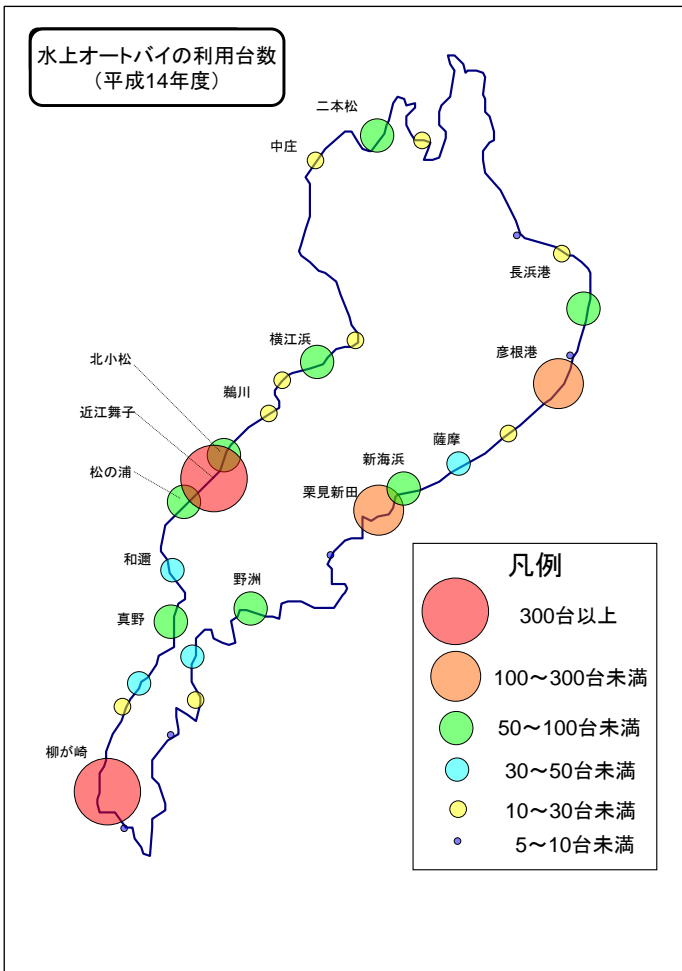 水上オートバイの利用台数
（平成14年度）
二本松
中庄
長浜港
横江浜
彦根港
北小松
鵜川
近江舞子
薩摩
新海浜
松の浦
栗見新田
和邇
野洲
真野
柳が崎
凡例
300台以上
100～300台未満
50～100台未満
30～50台未満
10～30台未満
5～10台未満